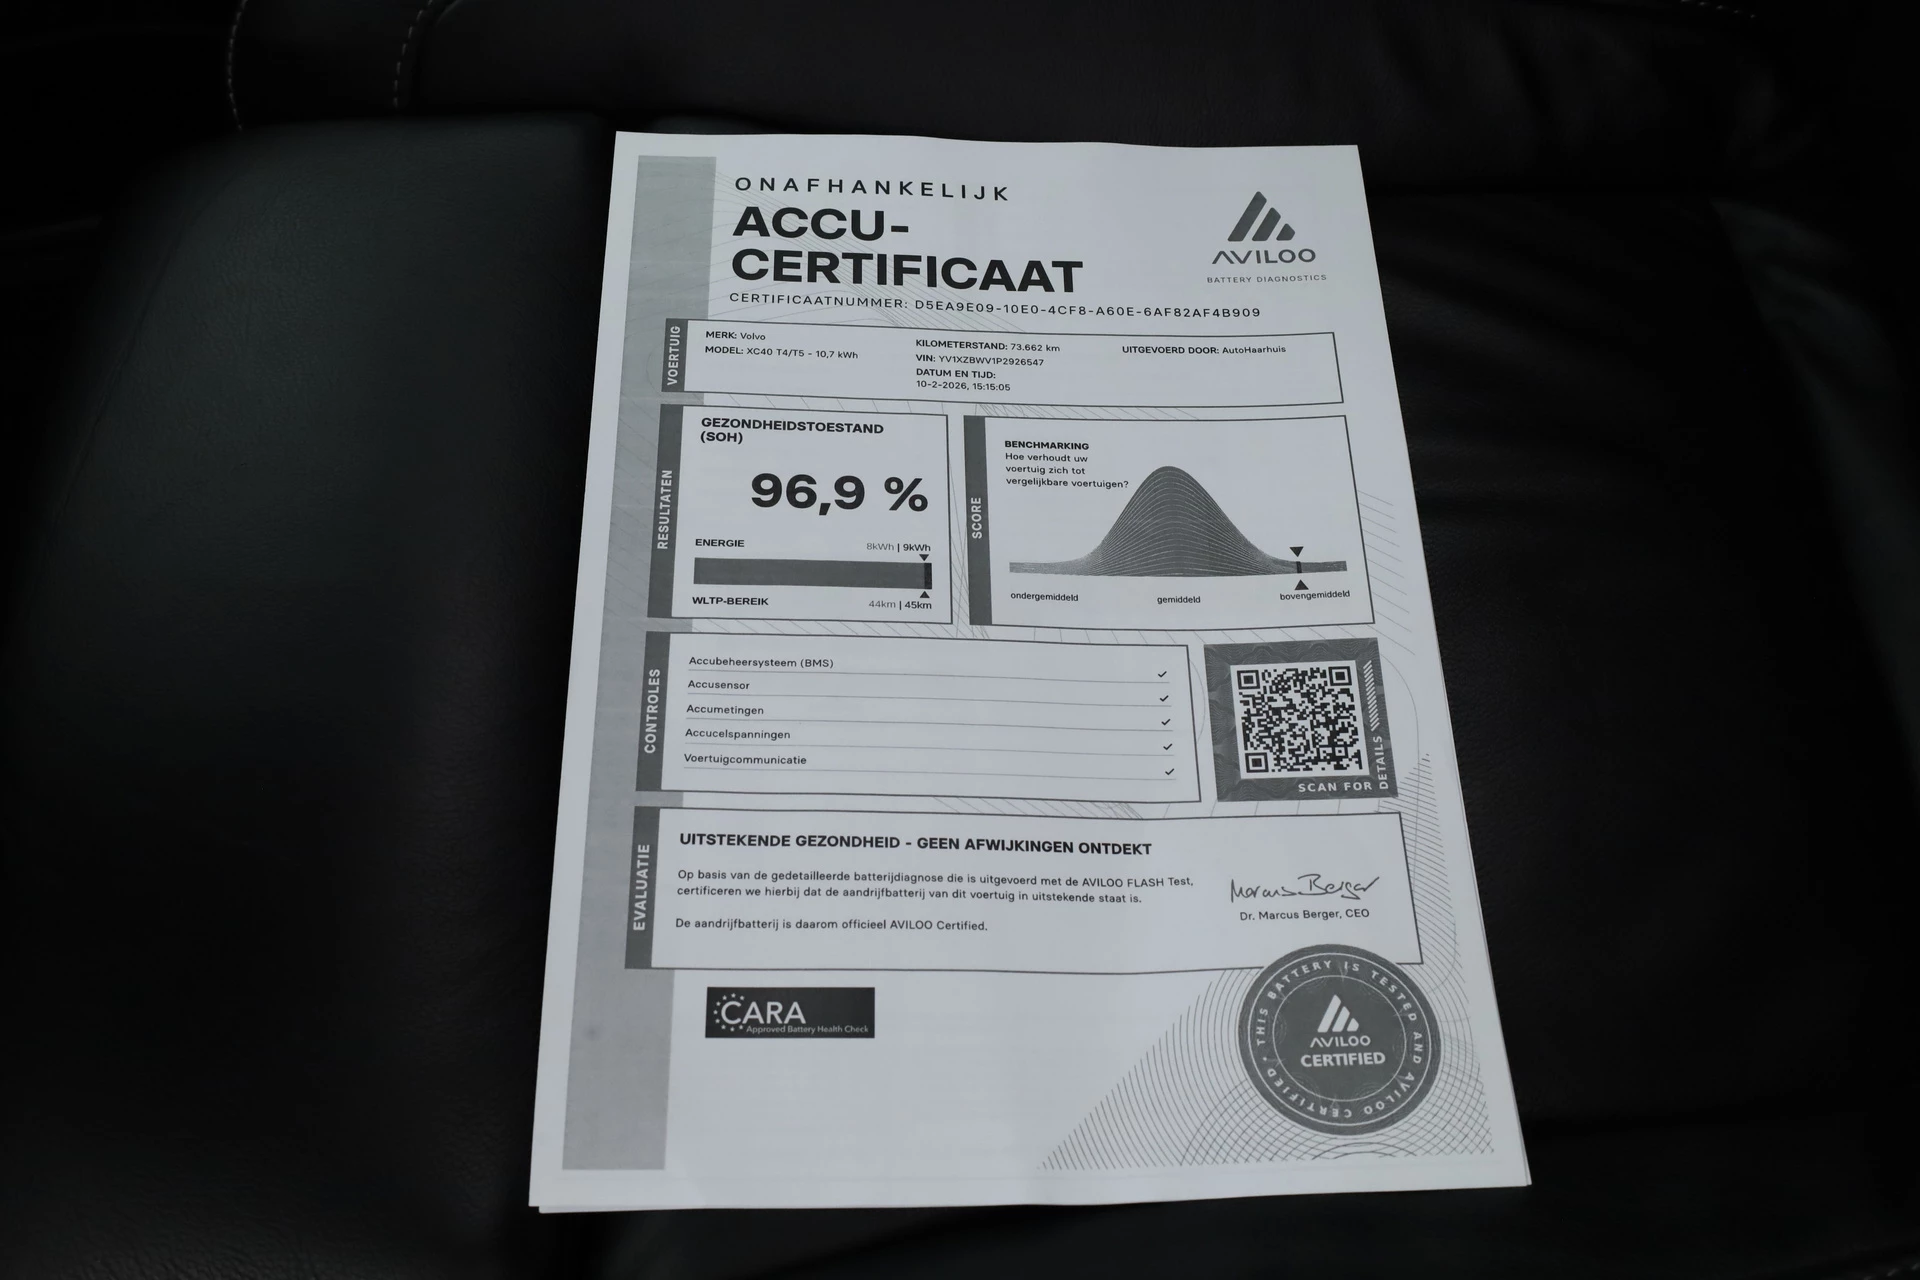 ONAFHANKELIJK
ACCU-
CERTIFICAAT
CERTIFICAATNUMMER: D5EA9E09-10E0-4CF8-A60E-6AF82AF4B909
AVILOO
BATTERY DIAGNOSTICS
VOERTUIG
MERK: Volvo
MODEL: XC40 T4/T5 - 10,7 kWh
KILOMETERSTAND: 73.662 km
VIN: YV1XZBWV1P2926547
DATUM EN TIJD:
10-2-2026, 15:15:05
UITGEVOERD DOOR: AutoHaarhuis
RESULTATEN
GEZONDHEIDSTOESTAND
(SOH)
96,9 %
ENERGIE
8kWh | 9kWh
WLTP-BEREIK
44km | 45km
SCORE
BENCHMARKING
Hoe verhoudt uw
voertuig zich tot
vergelijkbare voertuigen?
ondergemiddeld
gemiddeld
bovengemiddeld
CONTROLES
Accubeheersysteem (BMS)
Accusensor
Accumetingen
Accucelspanningen
Voertuigcommunicatie
SCAN FOR DETAILS
EVALUATIE
UITSTEKENDE GEZONDHEID - GEEN AFWIJKINGEN ONTDEKT
Op basis van de gedetailleerde batterijdiagnose die is uitgevoerd met de AVILOO FLASH Test,
certificeren we hierbij dat de aandrijfbatterij van dit voertuig in uitstekende staat is.
De aandrijfbatterij is daarom officieel AVILOO Certified.
Marcus Berger
Dr. Marcus Berger, CEO
CARA
Approved Battery Health Check
THIS BATTERY IS TESTED AND AVILOO CERTIFIED
AVILOO
CERTIFIED